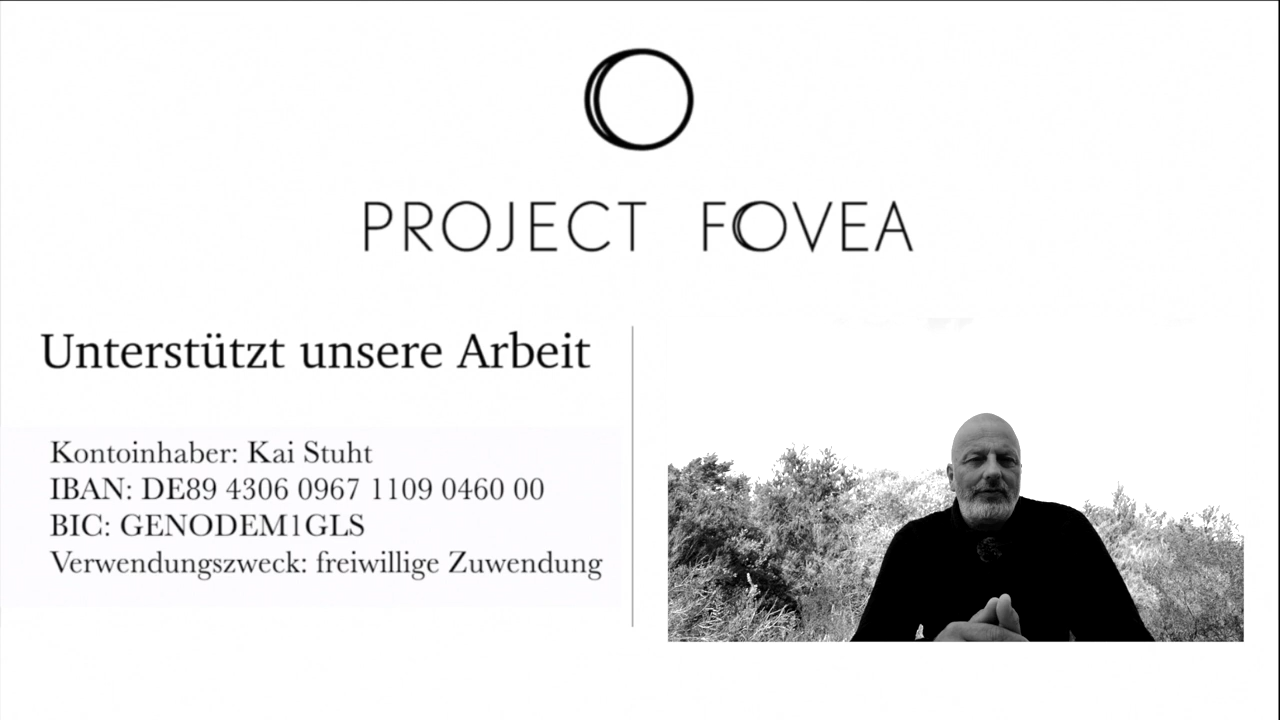 PROJECT FOVEA
Unterstützt unsere Arbeit
Kontoinhaber: Kai Stuht
IBAN: DE89 4306 0967 1109 0460 00
BIC: GENODEM1GLS
Verwendungszweck: freiwillige Zuwendung